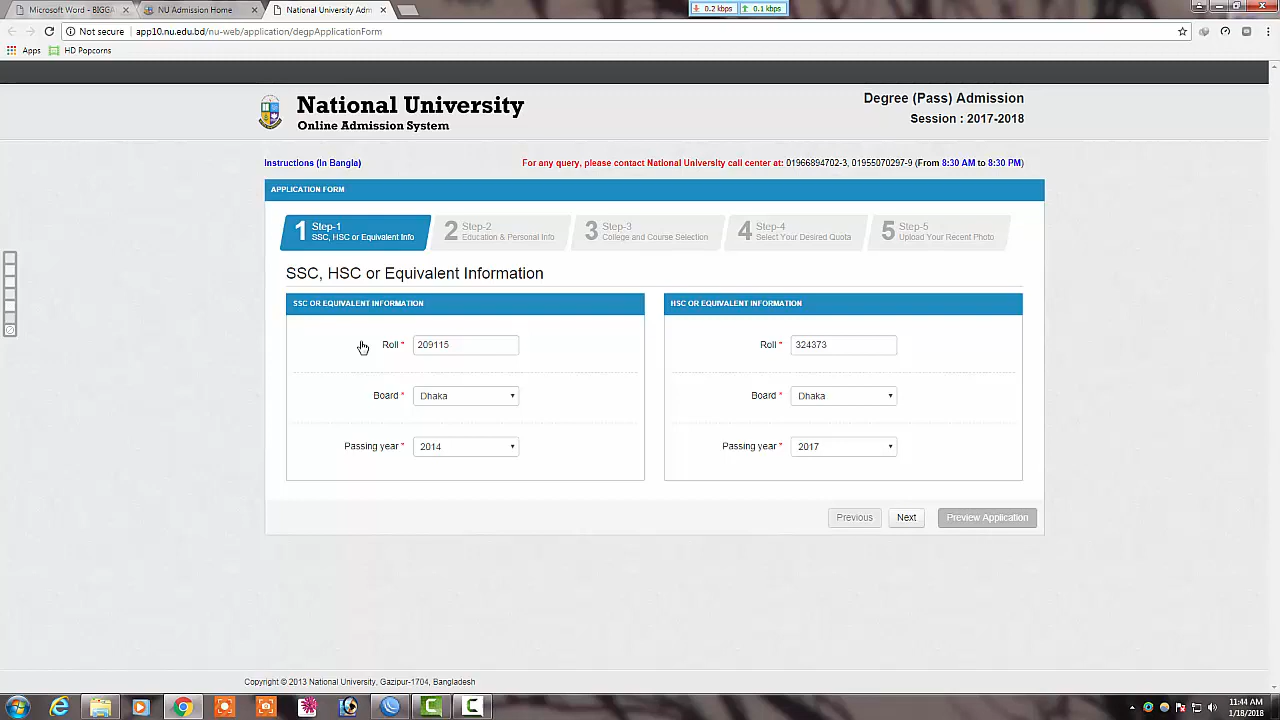 Microsoft Word - BIGGA
NU Admission Home
National University Adm
0.2 kbps
0.1 kbps
Not secure
app10.nu.edu.bd/nu-web/application/degpApplicationForm
Apps
HD Popcorns
National University
Online Admission System
Degree (Pass) Admission
Session : 2017-2018
Instructions (In Bangla)
For any query, please contact National University call center at: 01966894702-3, 01955070297-9 (From 8:30 AM to 8:30 PM)
APPLICATION FORM
1 Step-1
SSC, HSC or Equivalent Info
2 Step-2
Education & Personal Info
3 Step-3
College and Course Selection
4 Step-4
Select Your Desired Quota
5 Step-5
Upload Your Recent Photo
SSC, HSC or Equivalent Information
SSC OR EQUIVALENT INFORMATION
Roll * 209115
Board * Dhaka
Passing year * 2014
HSC OR EQUIVALENT INFORMATION
Roll * 324373
Board * Dhaka
Passing year * 2017
Previous
Next
Preview Application
Copyright © 2013 National University, Gazipur-1704, Bangladesh
11:44 AM
1/18/2018